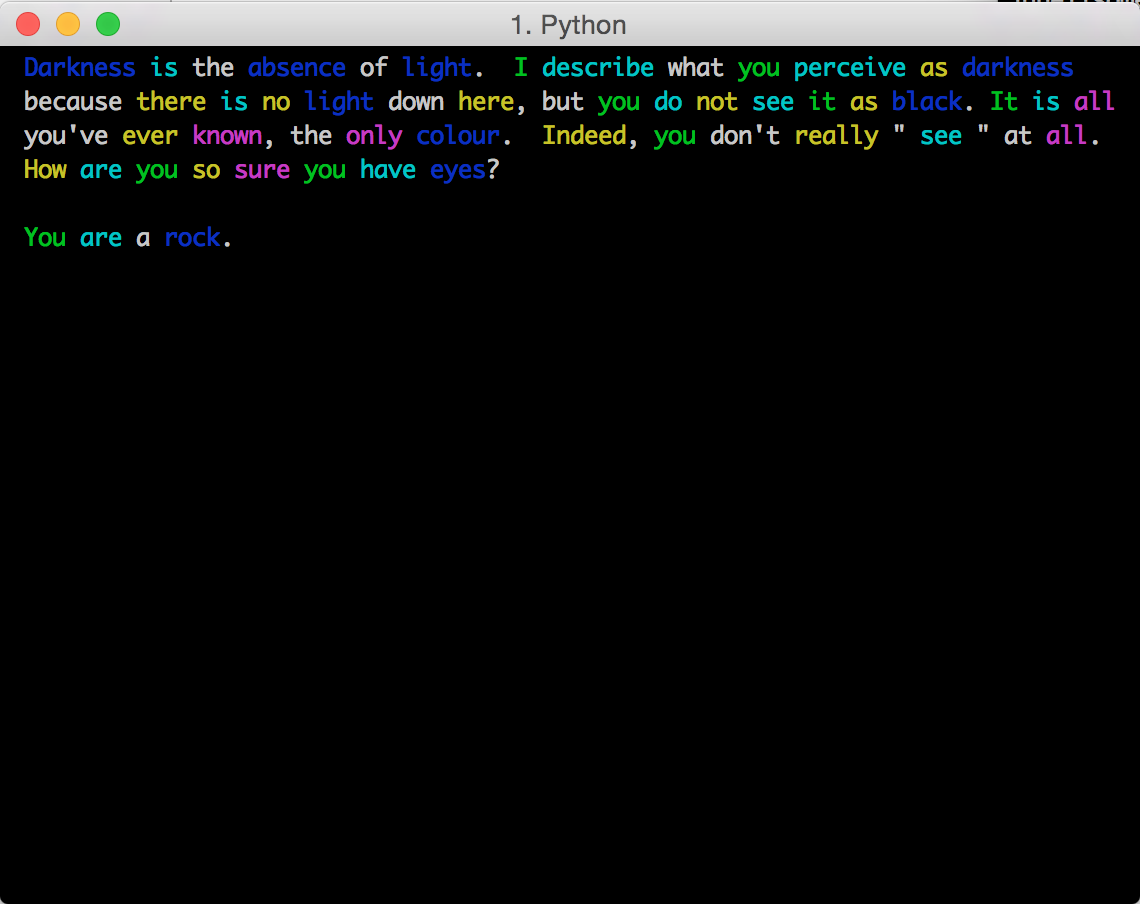 1. Python
Darkness is the absence of light.  I describe what you perceive as darkness
because there is no light down here, but you do not see it as black. It is all
you've ever known, the only colour.  Indeed, you don't really " see " at all.
How are you so sure you have eyes?
You are a rock.